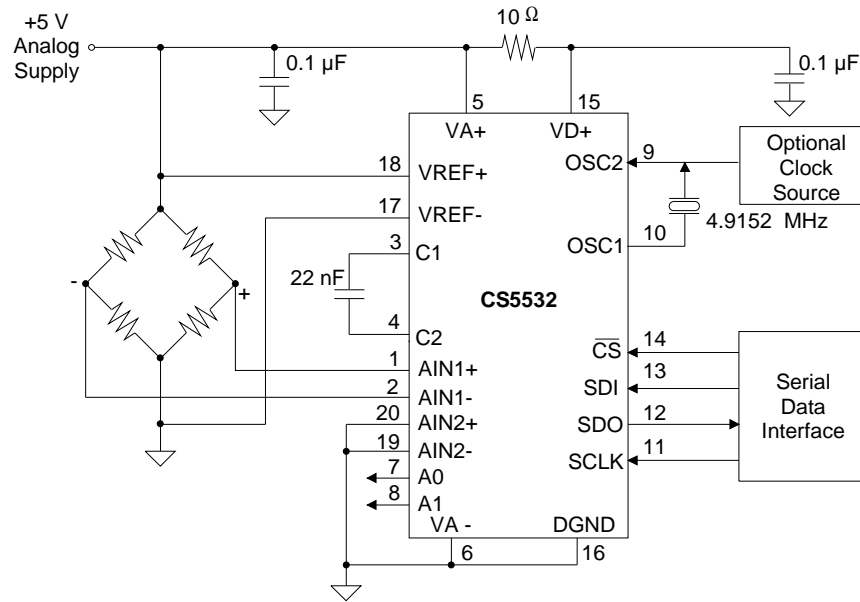 +5 V
Analog
Supply
0.1 µF
10 Ω
0.1 µF
5
15
VA+
VD+
18
VREF+
17
VREF-
3
C1
22 nF
4
C2
1
AIN1+
2
AIN1-
20
AIN2+
19
AIN2-
7
A0
8
A1
VA -
6
DGND
16
-
+
CS5532
OSC2
9
Optional
Clock
Source
4.9152 MHz
OSC1
10
CS
14
SDI
13
SDO
12
SCLK
11
Serial
Data
Interface